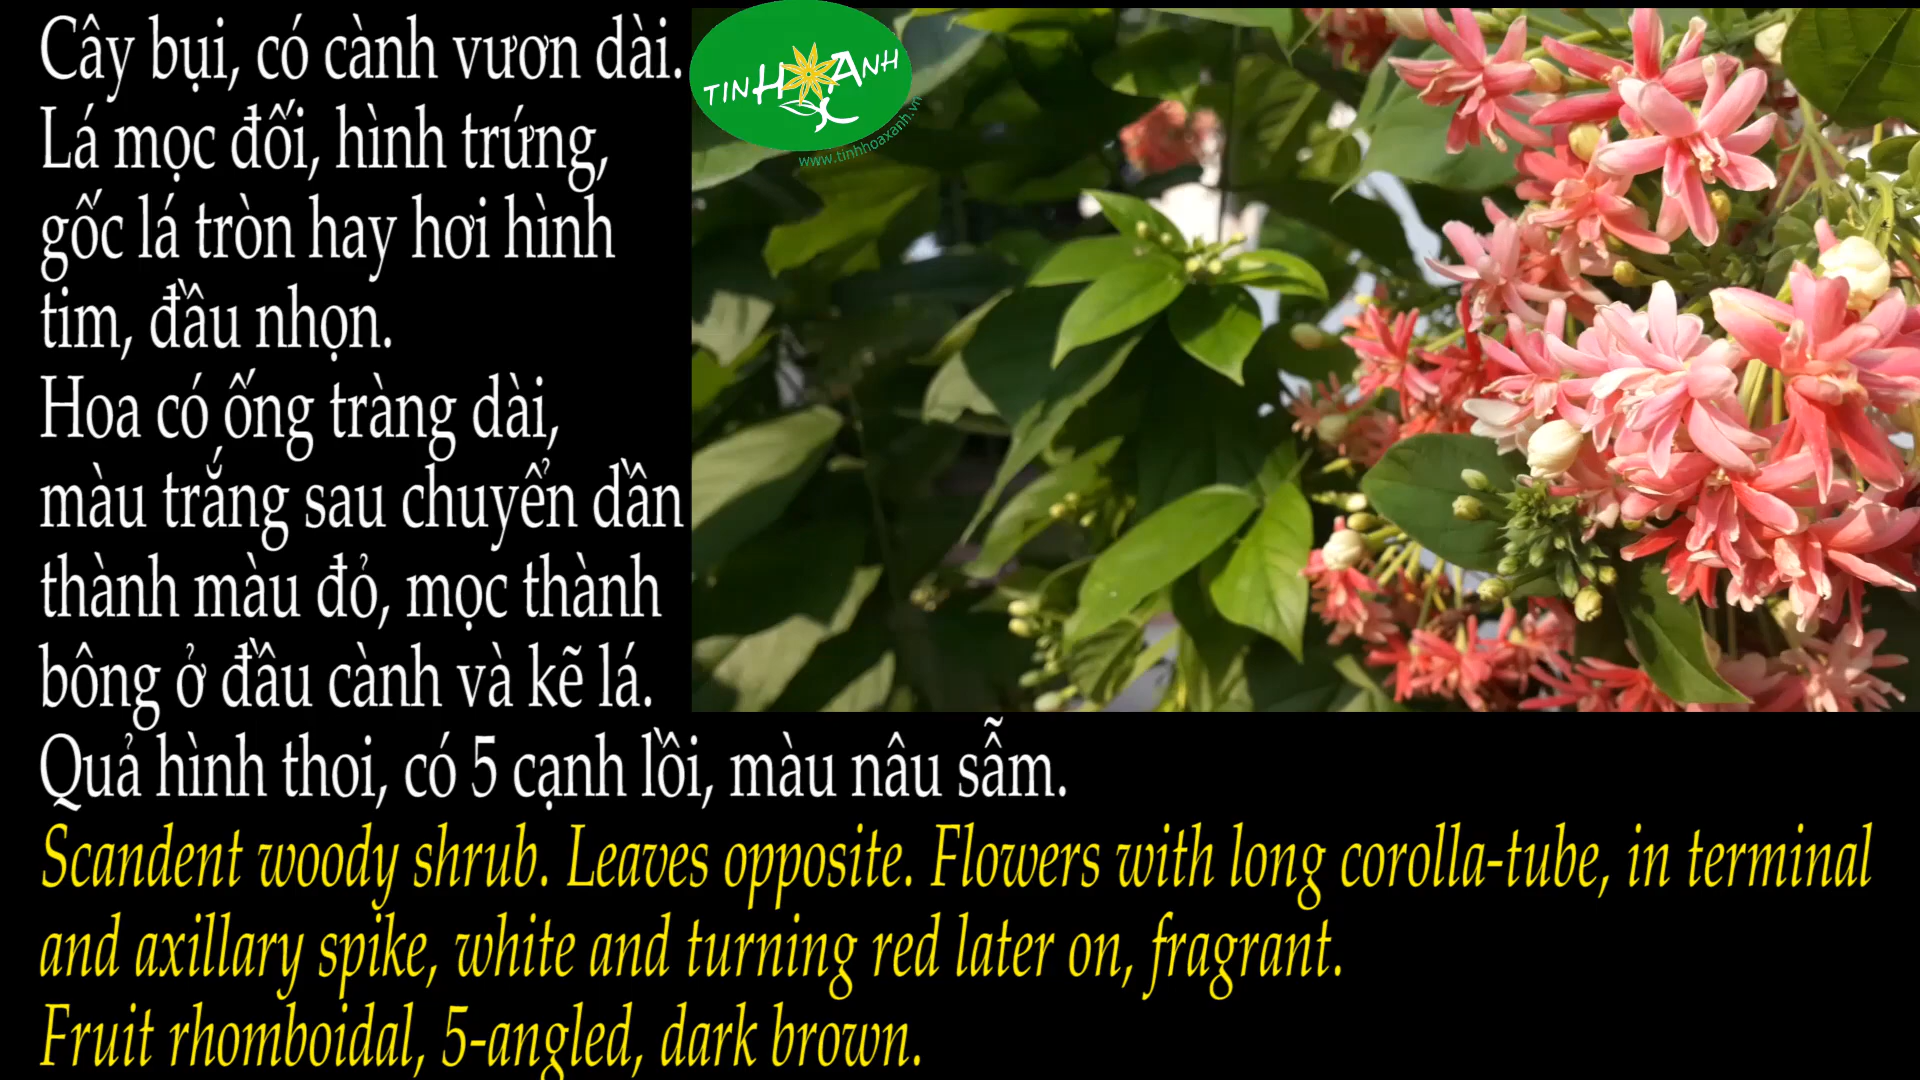 Cây bụi, có cành vươn dài.
Lá mọc đối, hình trứng,
gốc lá tròn hay hơi hình
tim, đầu nhọn.
Hoa có ống tràng dài,
màu trắng sau chuyển dần
thành màu đỏ, mọc thành
bông ở đầu cành và kẽ lá.
Quả hình thoi, có 5 cạnh lồi, màu nâu sẫm.
Scandent woody shrub. Leaves opposite. Flowers with long corolla-tube, in terminal
and axillary spike, white and turning red later on, fragrant.
Fruit rhomboidal, 5-angled, dark brown.
TINH HOA XANH
www.tinhhoaxanh.vn